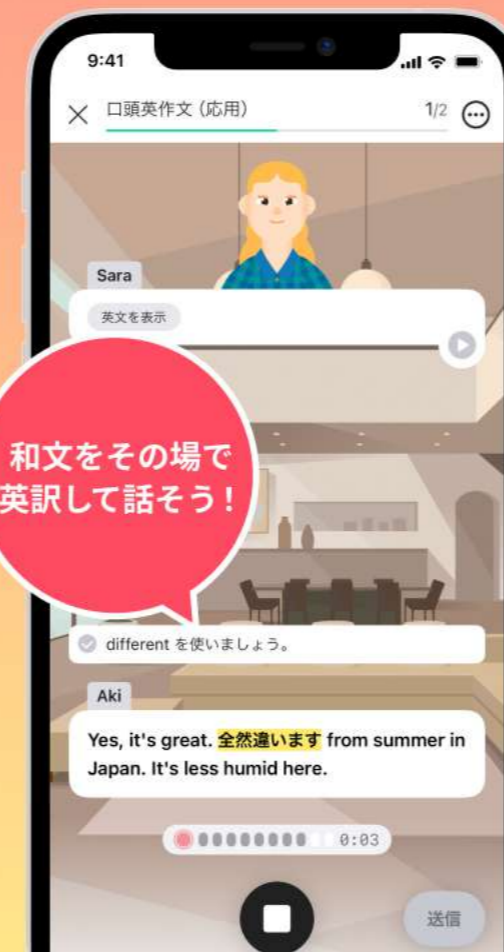 9:41
口頭英作文（応用）
1/2
Sara
英文を表示
和文をその場で
英訳して話そう！
different を使いましょう。
Aki
Yes, it's great. 全然違います from summer in
Japan. It's less humid here.
0:03
送信